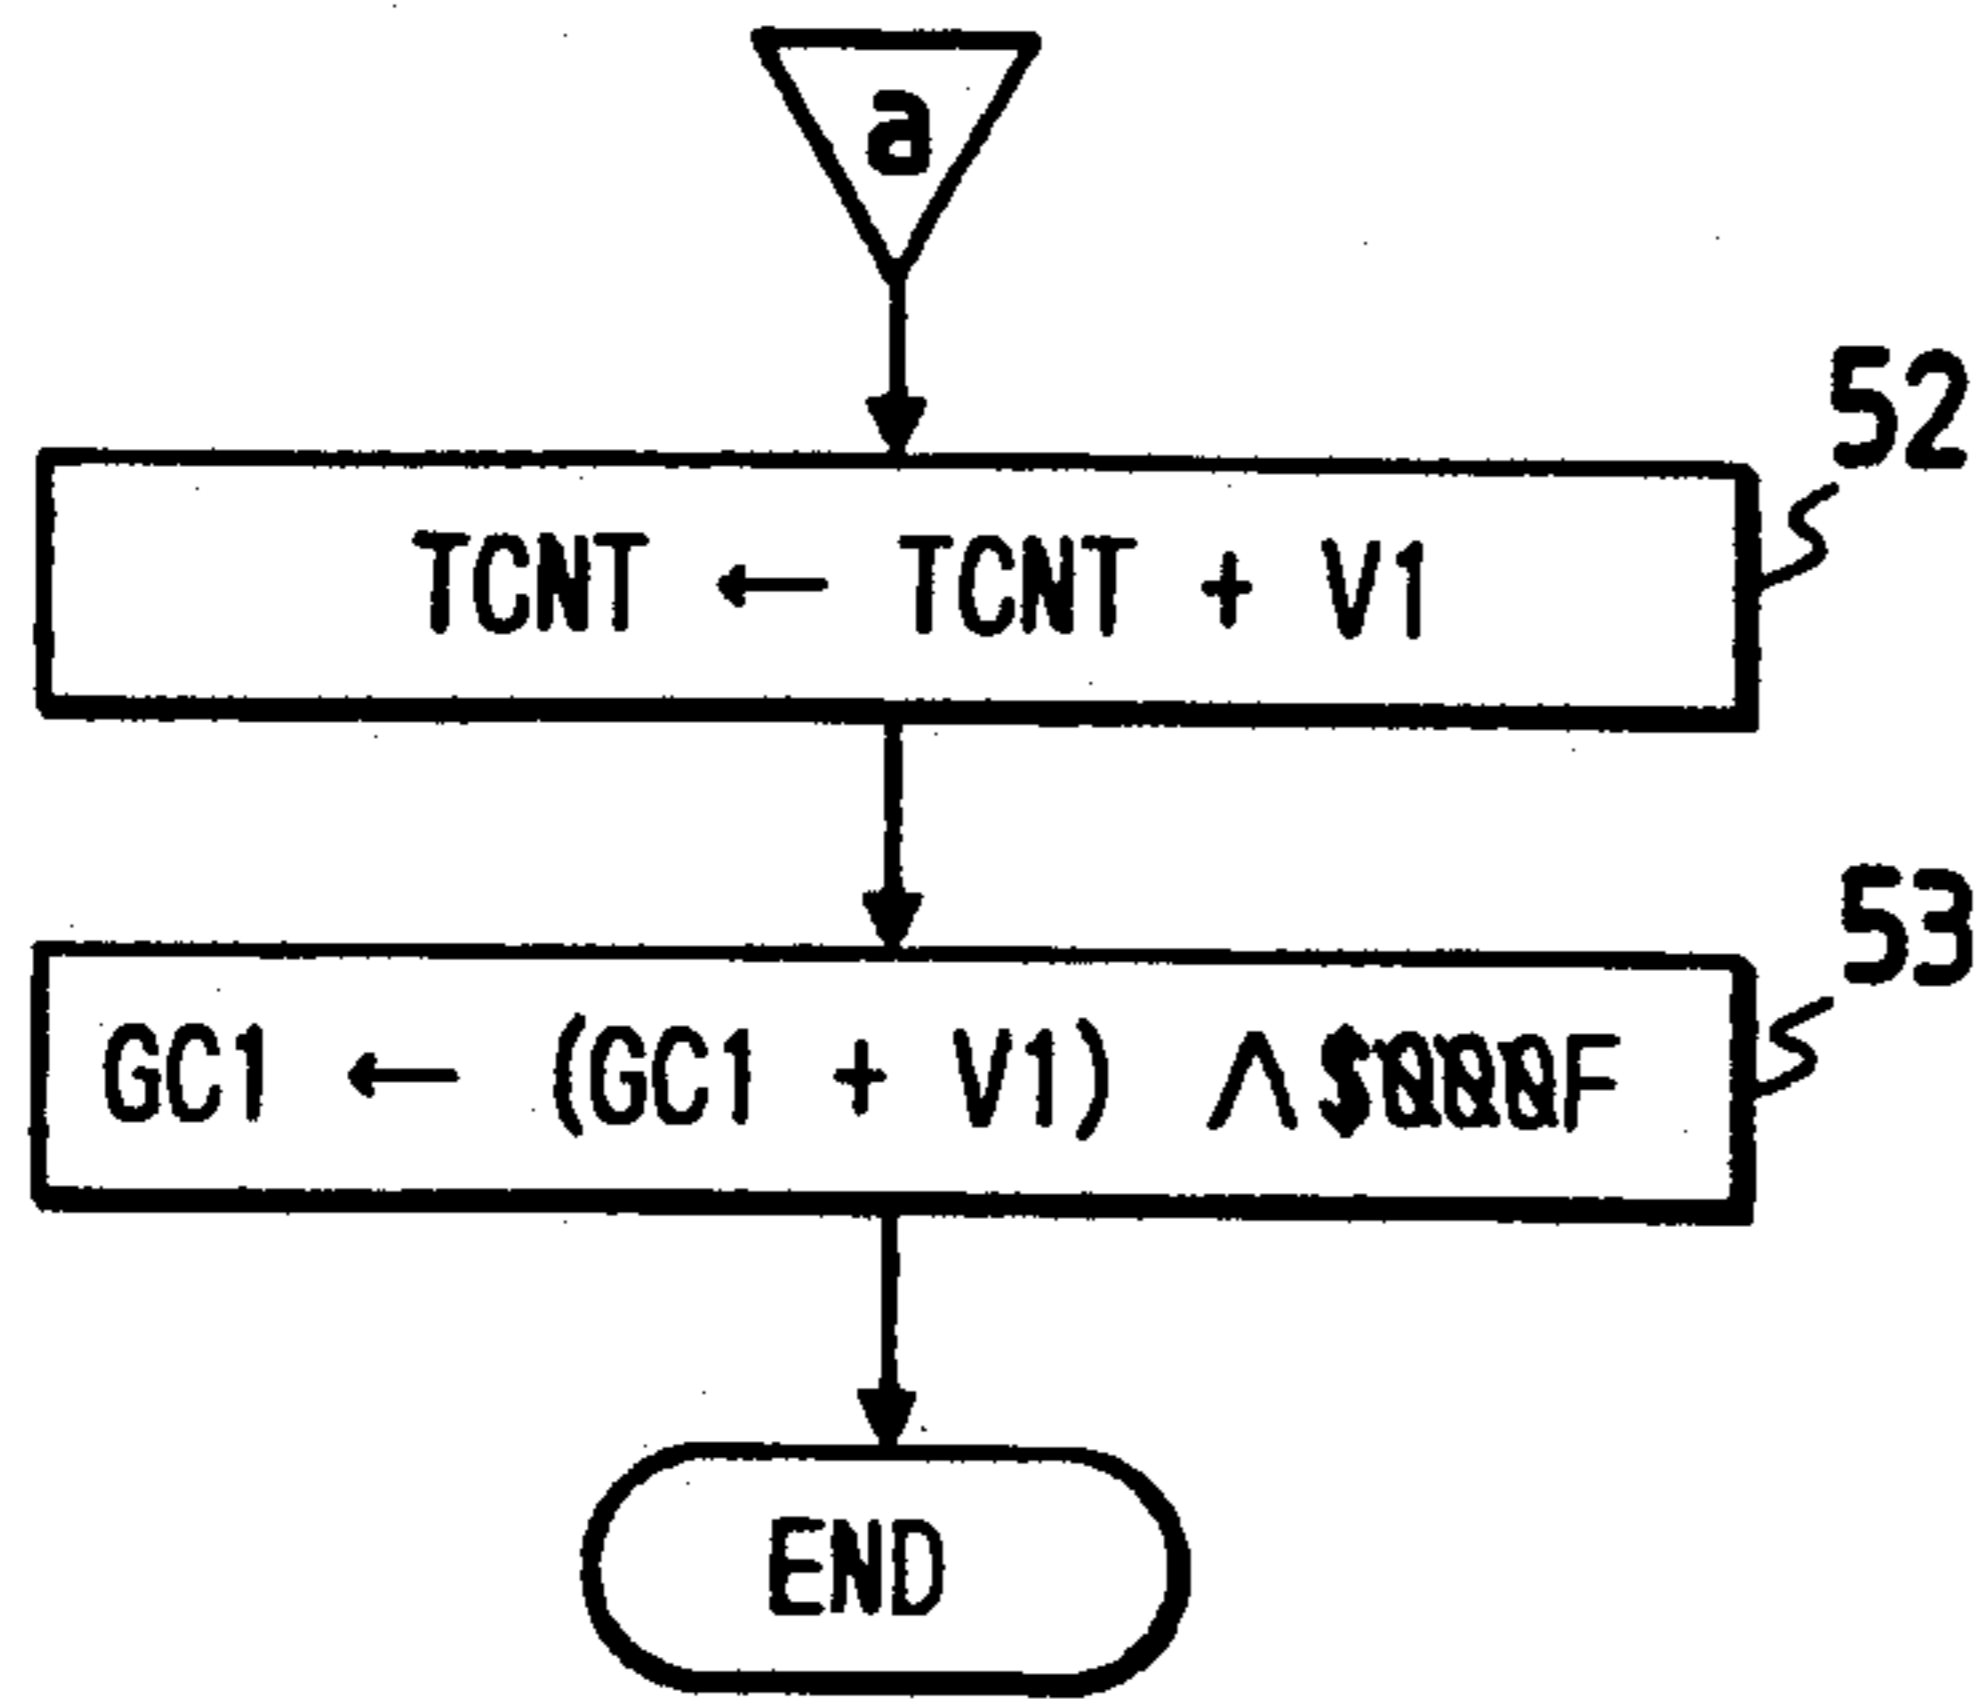 a
52
TCNT ← TCNT + V1
53
GC1 ← (GC1 + V1) ∧ $000F
END